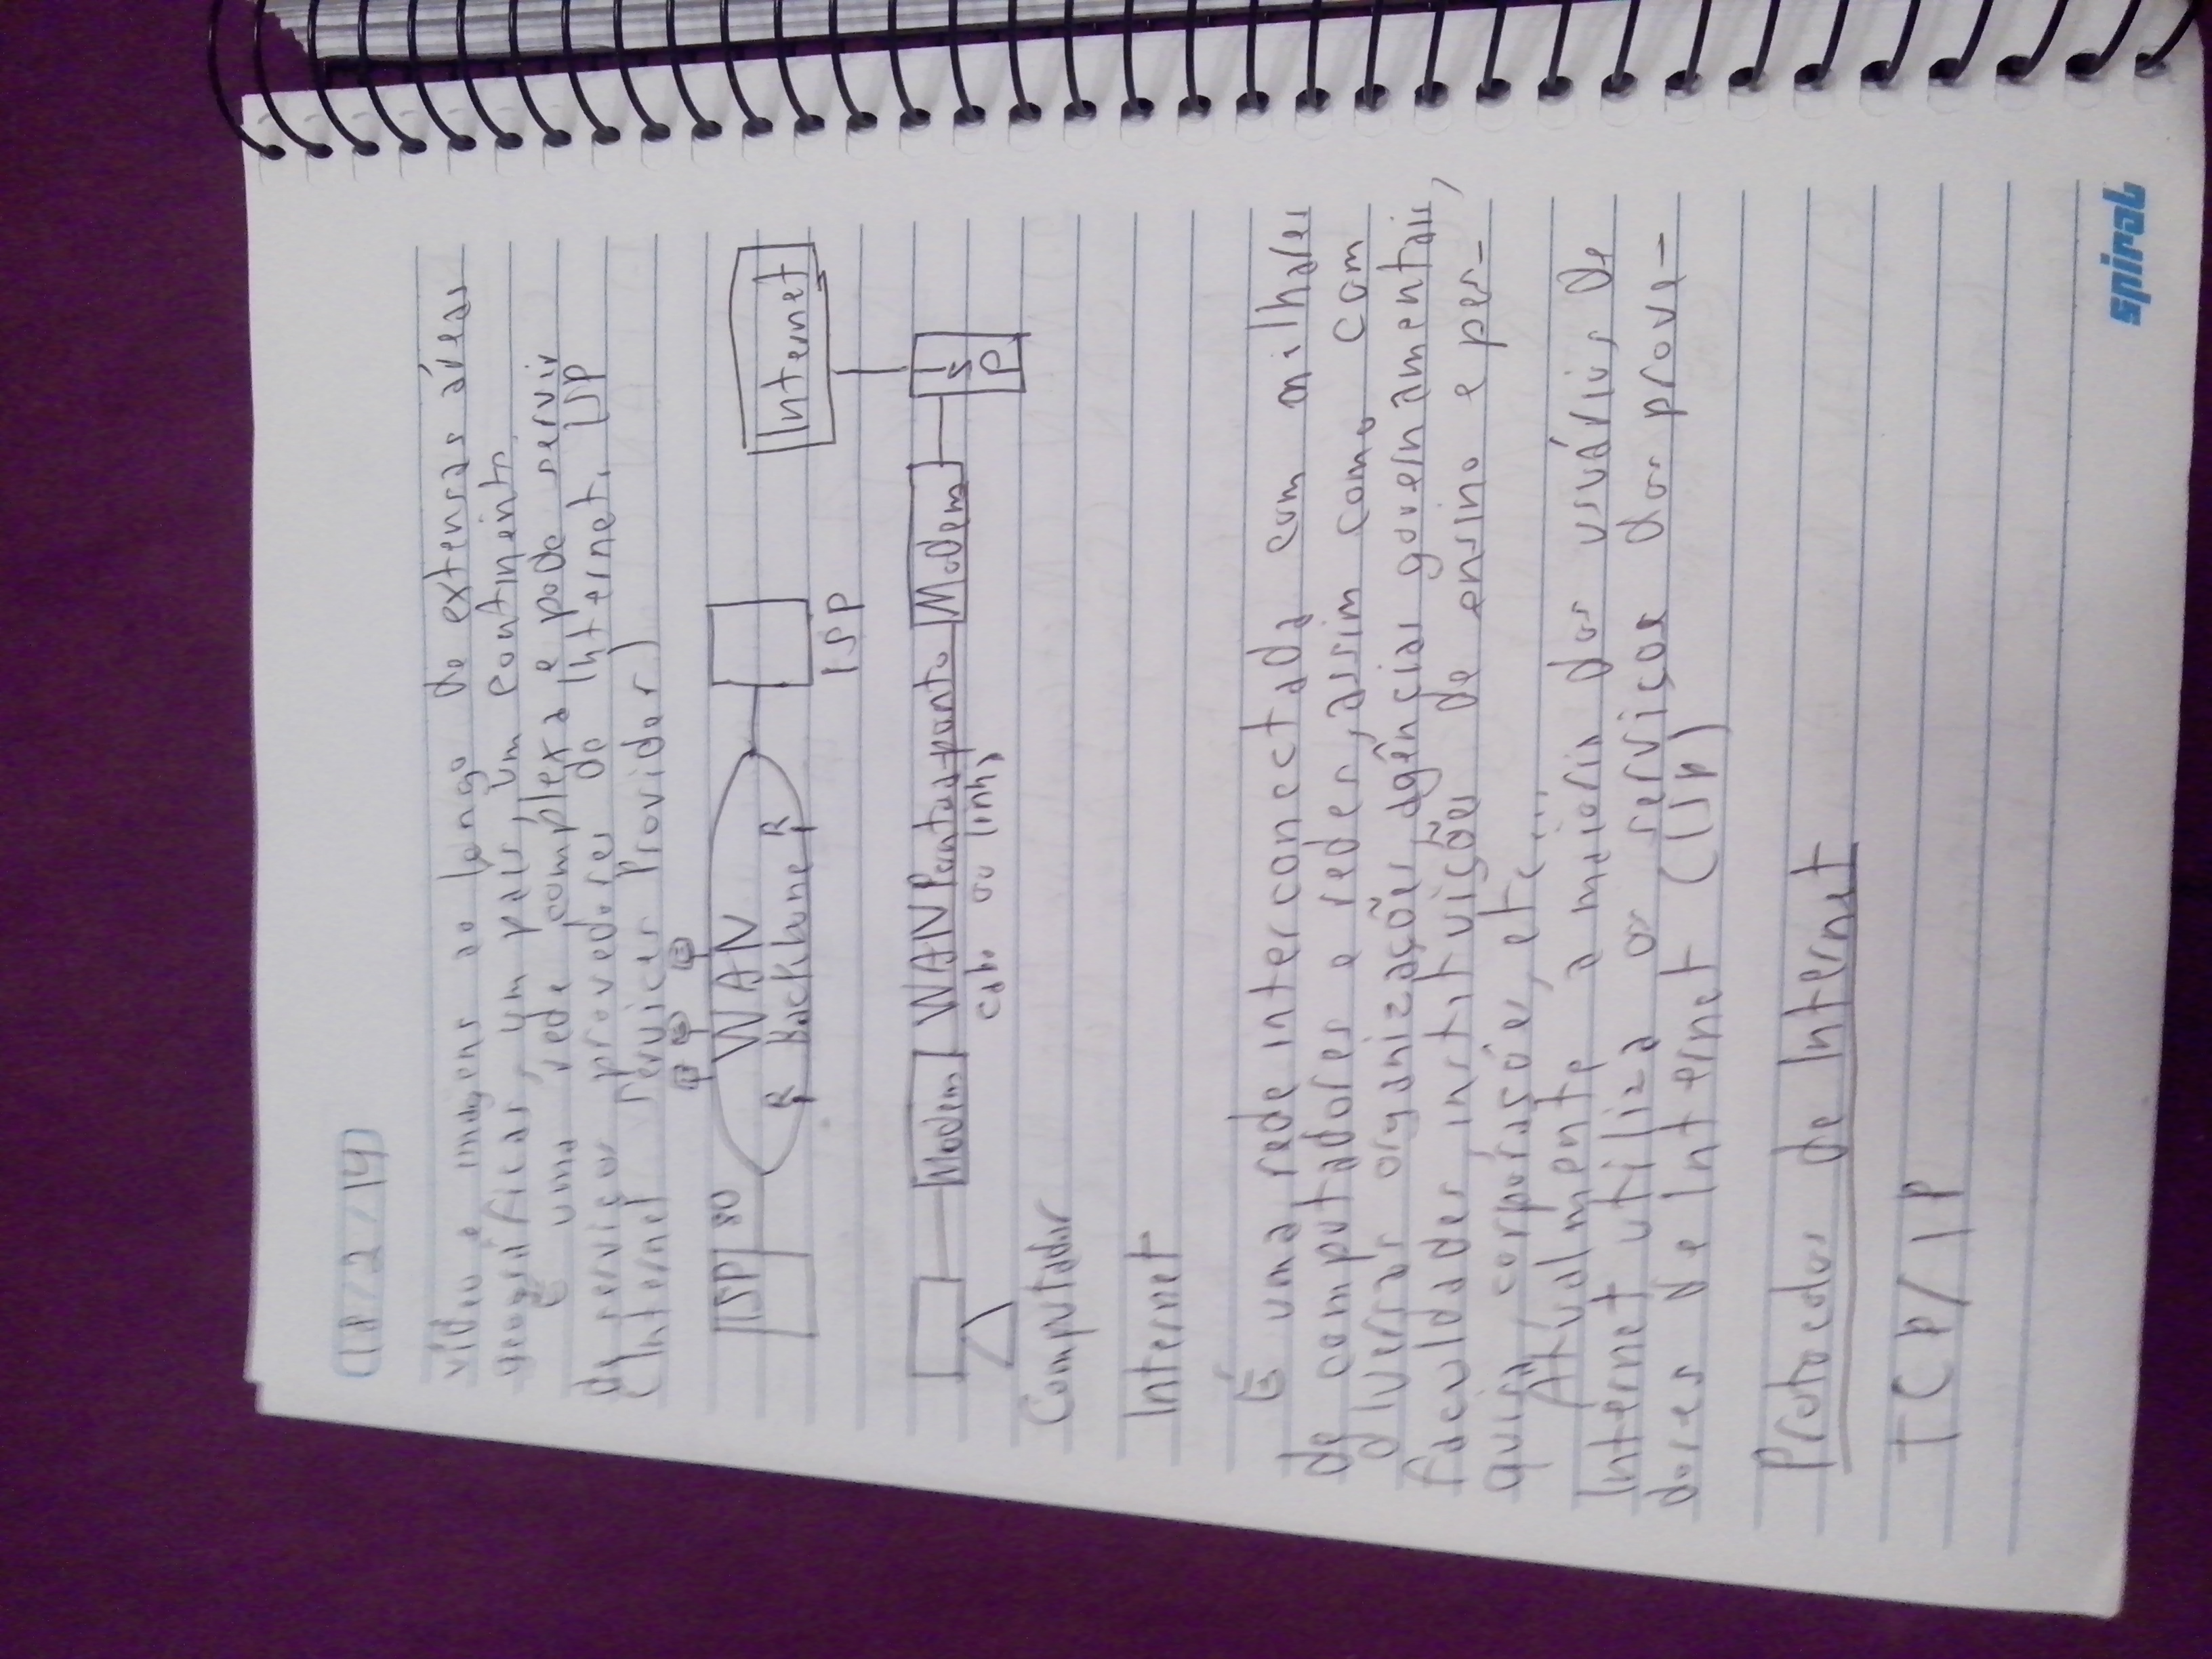 18/2/14
vídeo e imagens ao longo de extensas áreas
geográficas, um país, um continente.
É uma rede complexa e pode servir
de serviços provedores de Internet. ISP
(Internet Services Provider)
ISP 80 WAN
R Backbone R
Internet
ISP
Modem WAN Ponto a ponto Modem ISP
cabo ou linha
Computador
Internet
É uma rede interconectada com milhares
de computadores e redes, assim como com
diversas organizações, agências governamentais,
faculdades, instituições de ensino e pes-
quisa, corporações, etc...
Atualmente a maioria dos usuários de
Internet utiliza os serviços dos prove-
dores de Internet (ISP)
Protocolos de Internet
TCP/IP
spiral